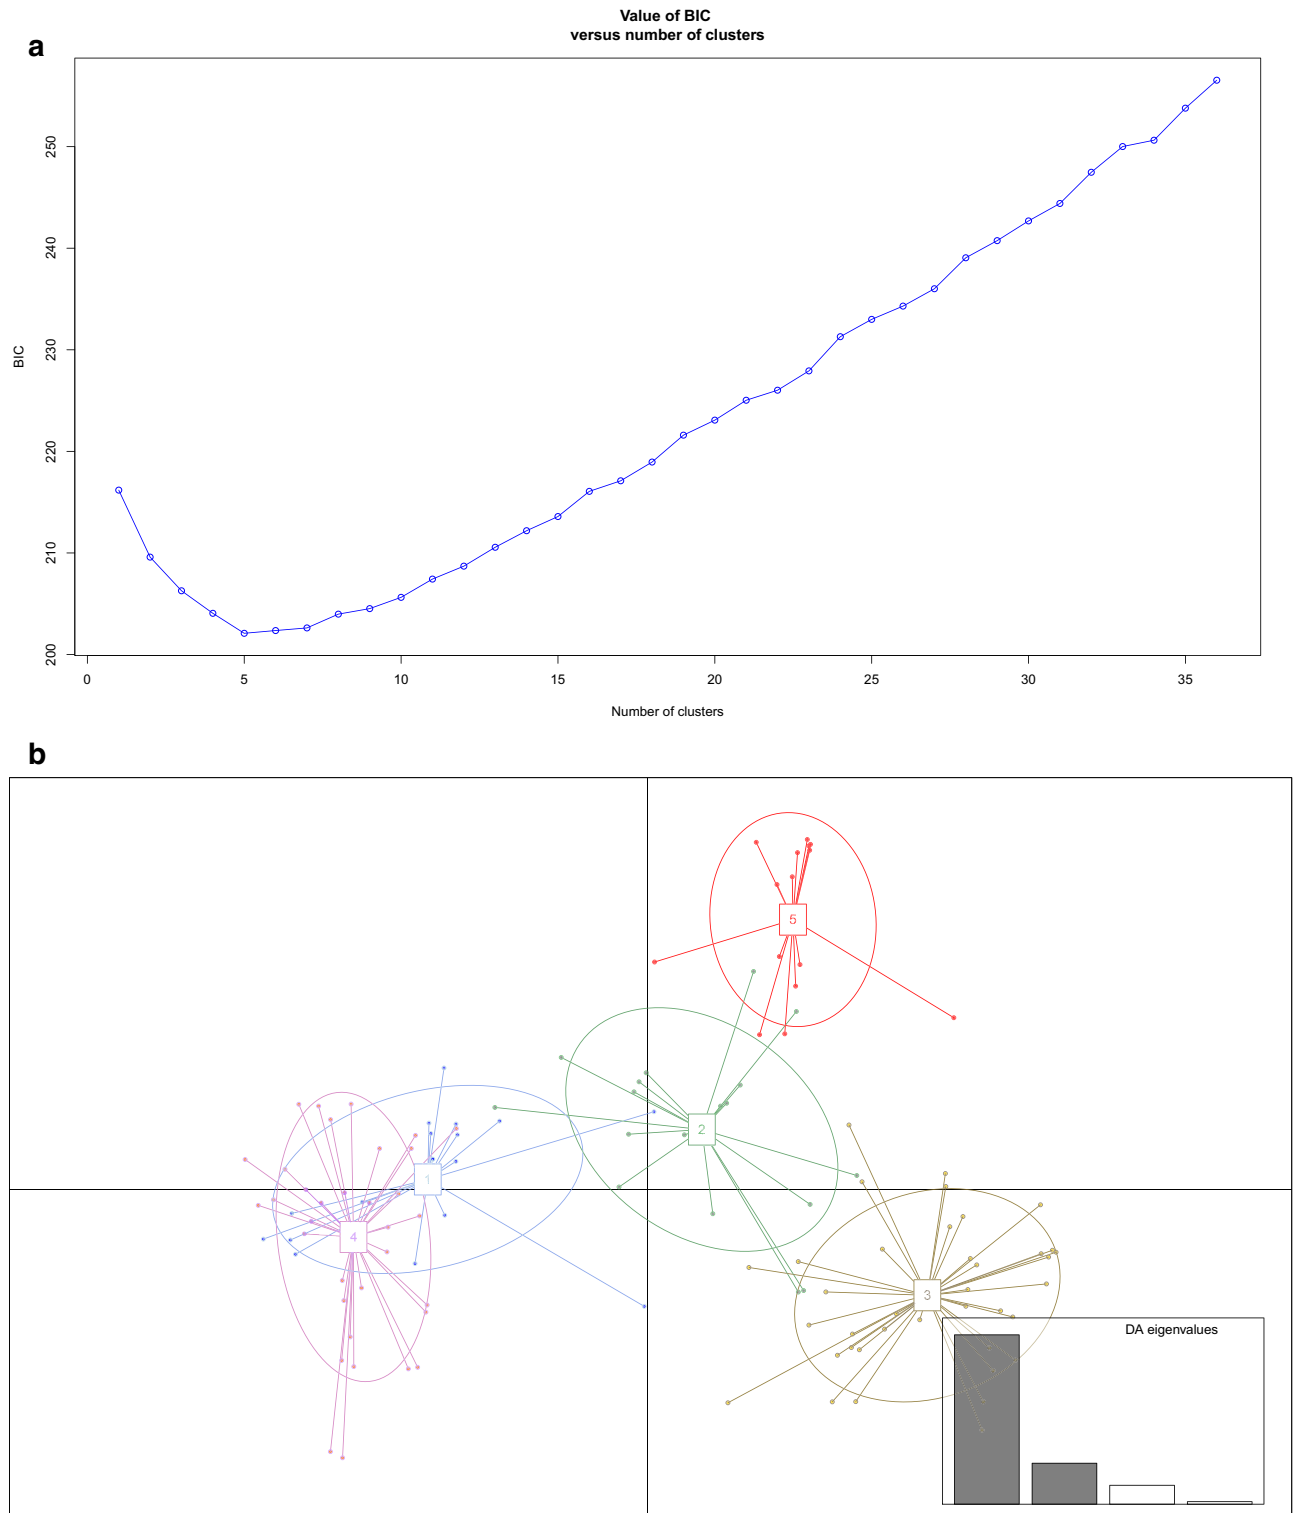 Value of BIC
versus number of clusters
a
250
240
230
220
210
200
BIC
0 5 10 15 20 25 30 35
Number of clusters
b
5
2
1
4
3
DA eigenvalues